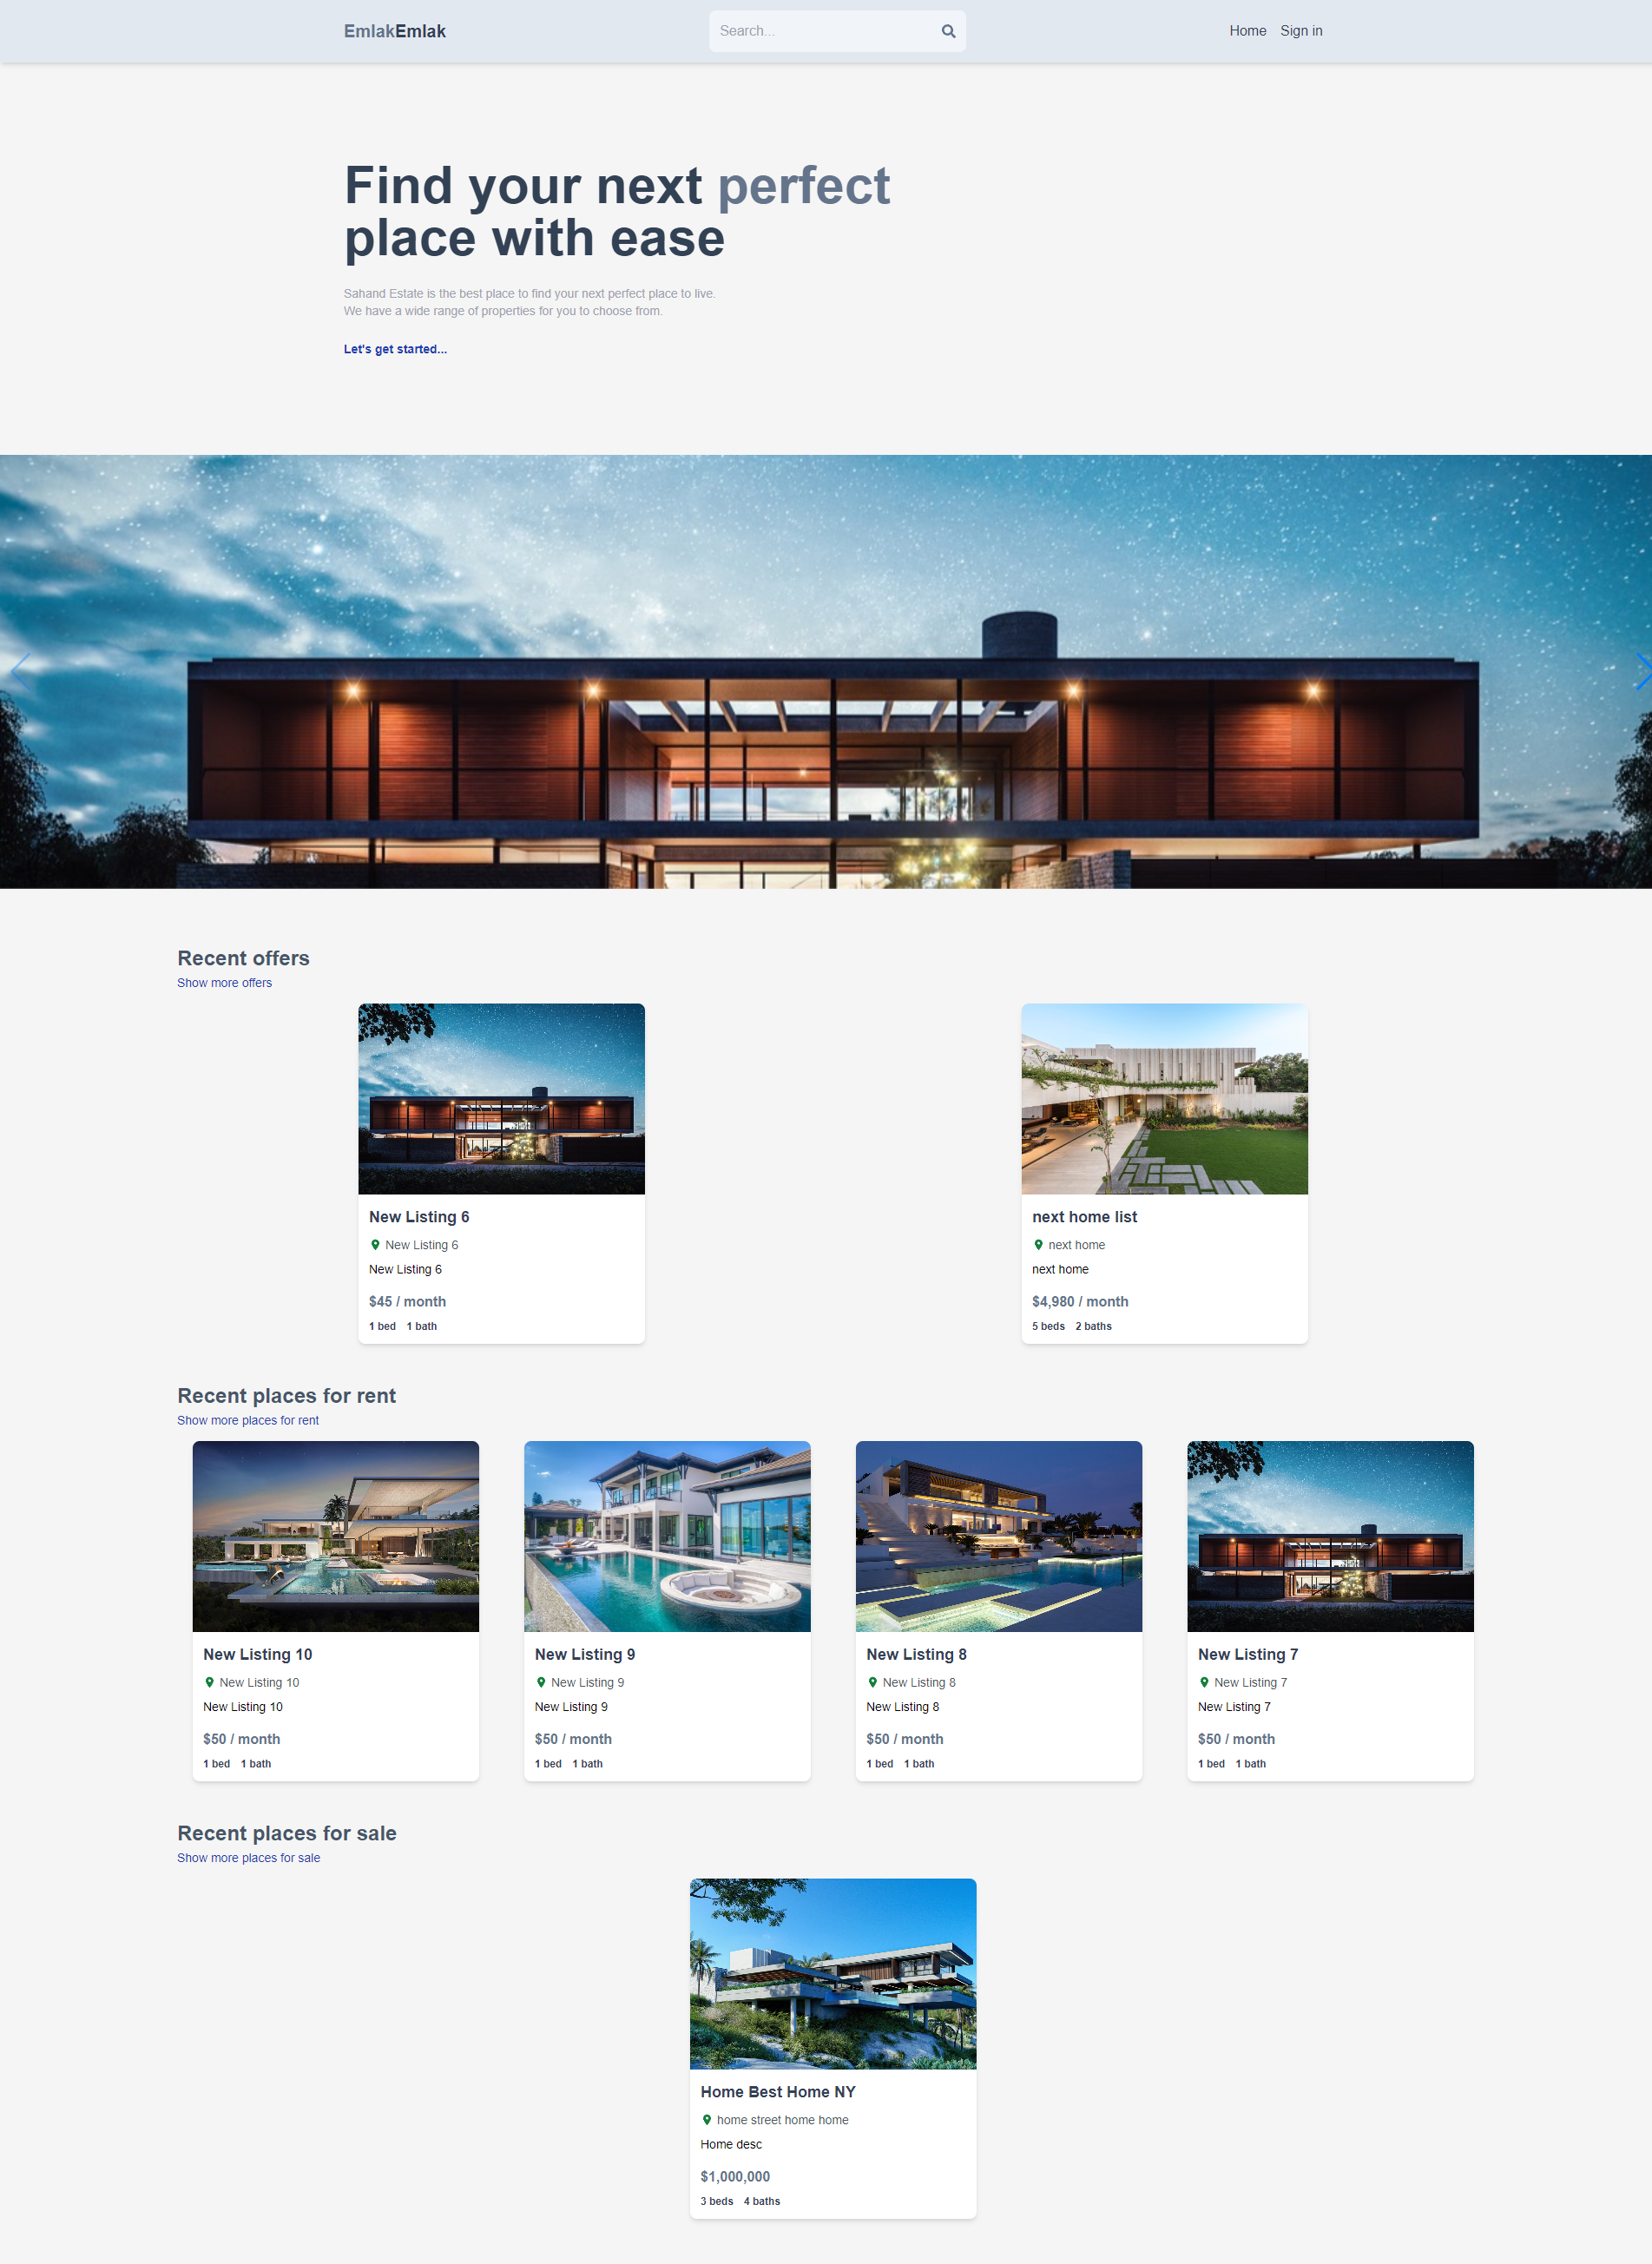 EmlakEmlak
Search...
Home Sign in
Find your next perfect
place with ease
Sahand Estate is the best place to find your next perfect place to live.
We have a wide range of properties for you to choose from.
Let's get started...
Recent offers
Show more offers
New Listing 6
New Listing 6
New Listing 6
$45 / month
1 bed 1 bath
next home list
next home
next home
$4,980 / month
5 beds 2 baths
Recent places for rent
Show more places for rent
New Listing 10
New Listing 10
New Listing 10
$50 / month
1 bed 1 bath
New Listing 9
New Listing 9
New Listing 9
$50 / month
1 bed 1 bath
New Listing 8
New Listing 8
New Listing 8
$50 / month
1 bed 1 bath
New Listing 7
New Listing 7
New Listing 7
$50 / month
1 bed 1 bath
Recent places for sale
Show more places for sale
Home Best Home NY
home street home home
Home desc
$1,000,000
3 beds 4 baths